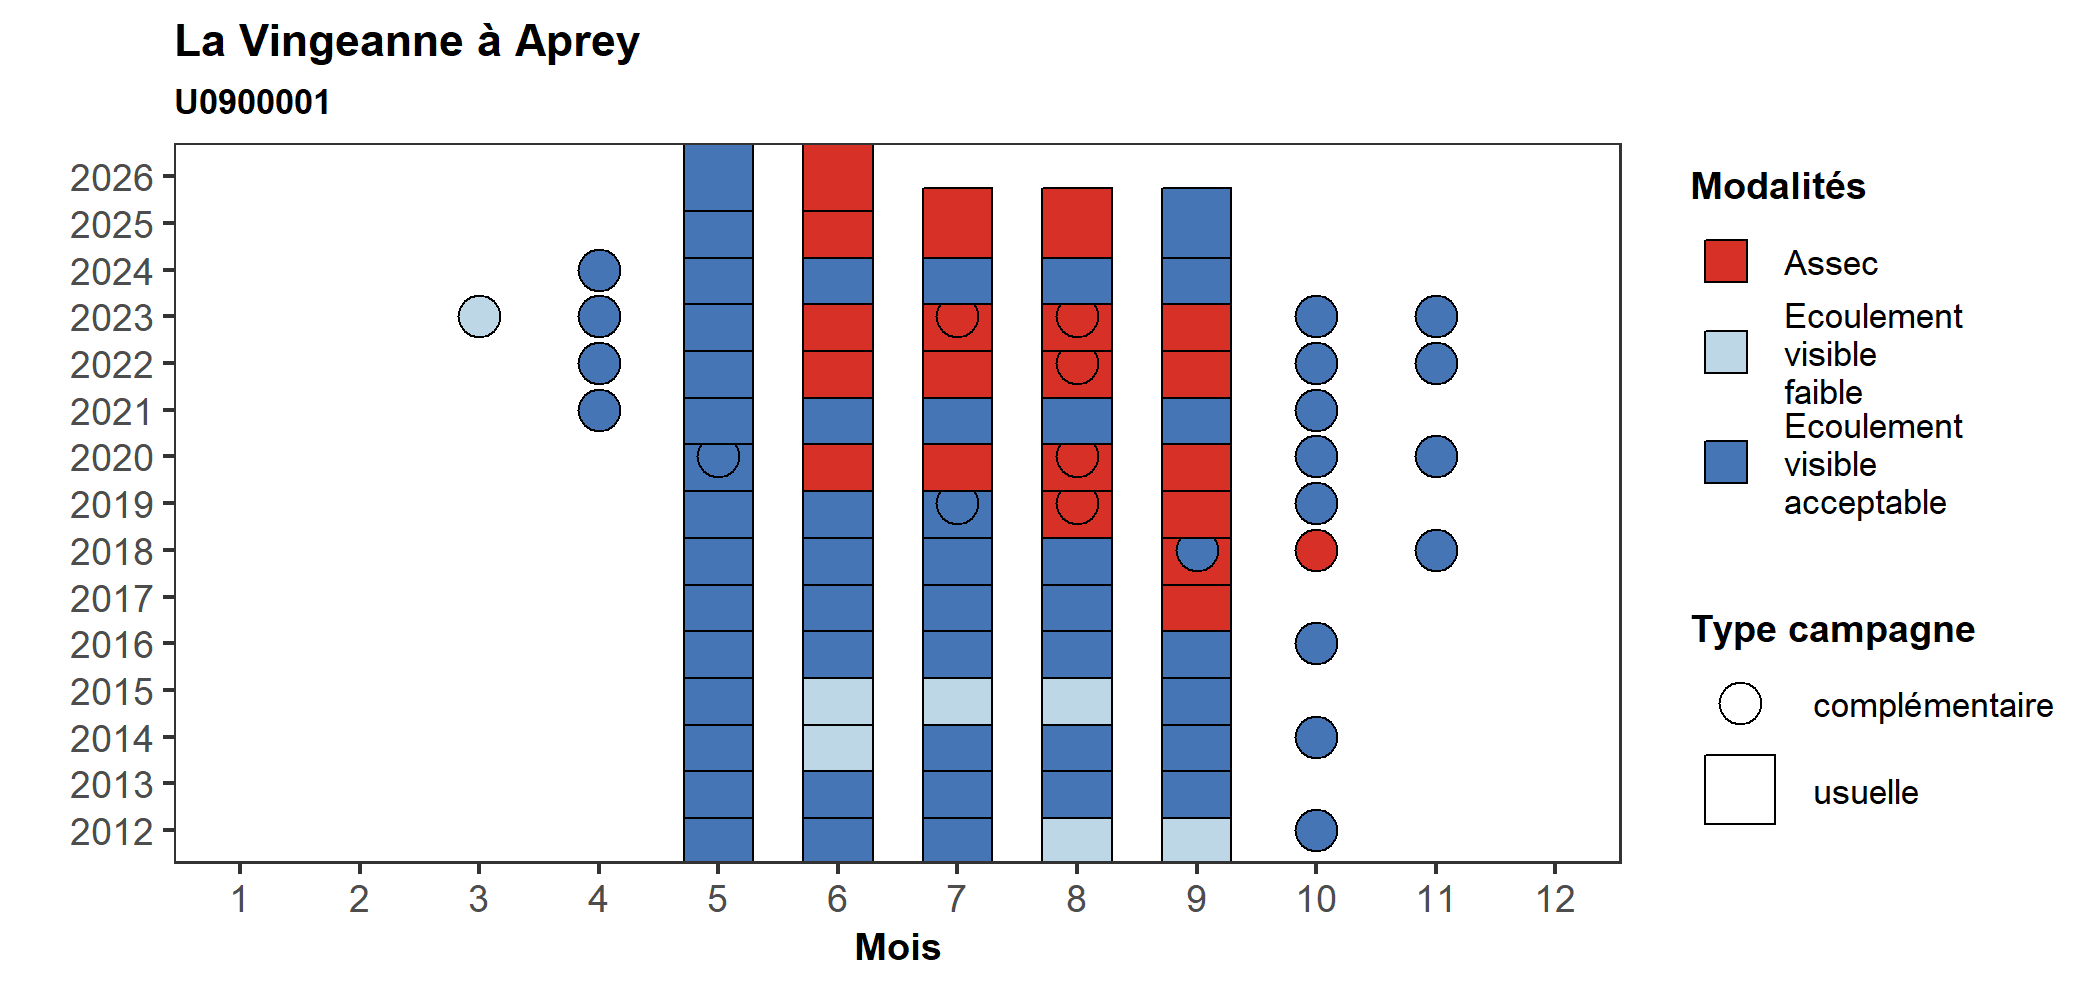 La Vingeanne à Aprey
U0900001
2026
2025
2024
2023
2022
2021
2020
2019
2018
2017
2016
2015
2014
2013
2012
1 2 3 4 5 6 7 8 9 10 11 12
Mois
Modalités
Assec
Ecoulement
visible
faible
Ecoulement
visible
acceptable
Type campagne
complémentaire
usuelle